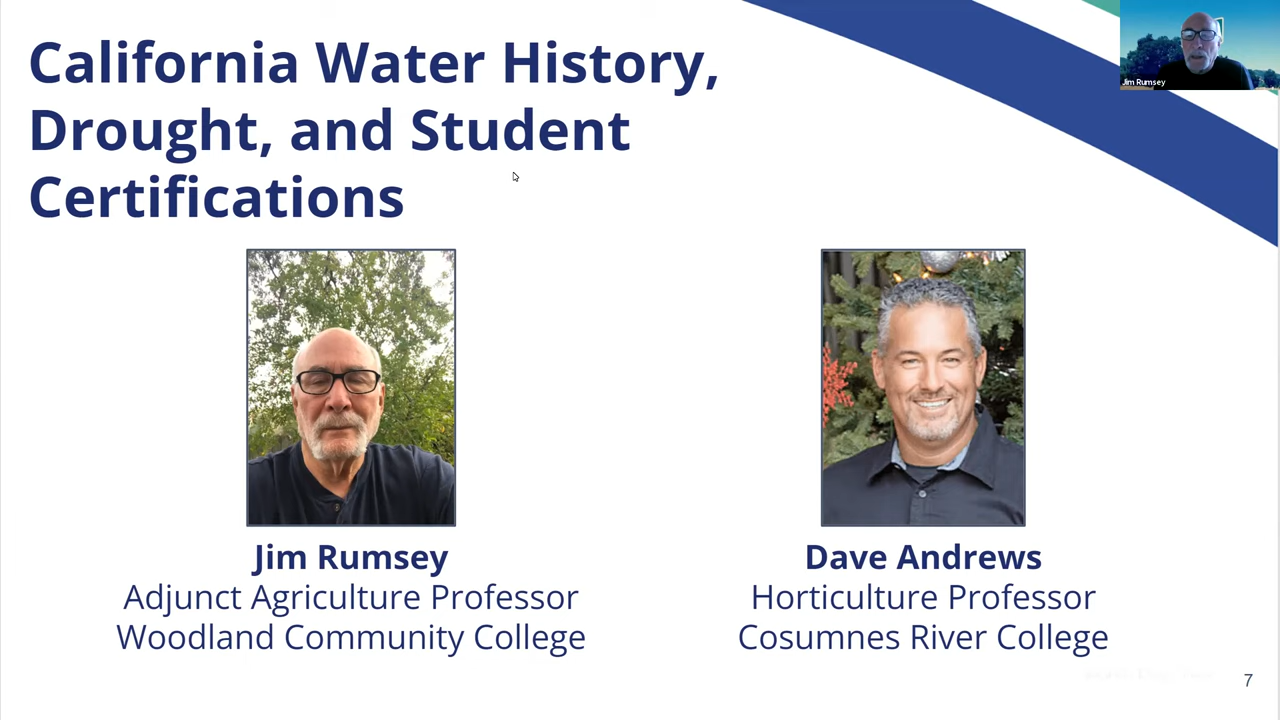 California Water History,
Drought, and Student
Certifications
Jim Rumsey
Jim Rumsey
Adjunct Agriculture Professor
Woodland Community College
Dave Andrews
Horticulture Professor
Cosumnes River College
7